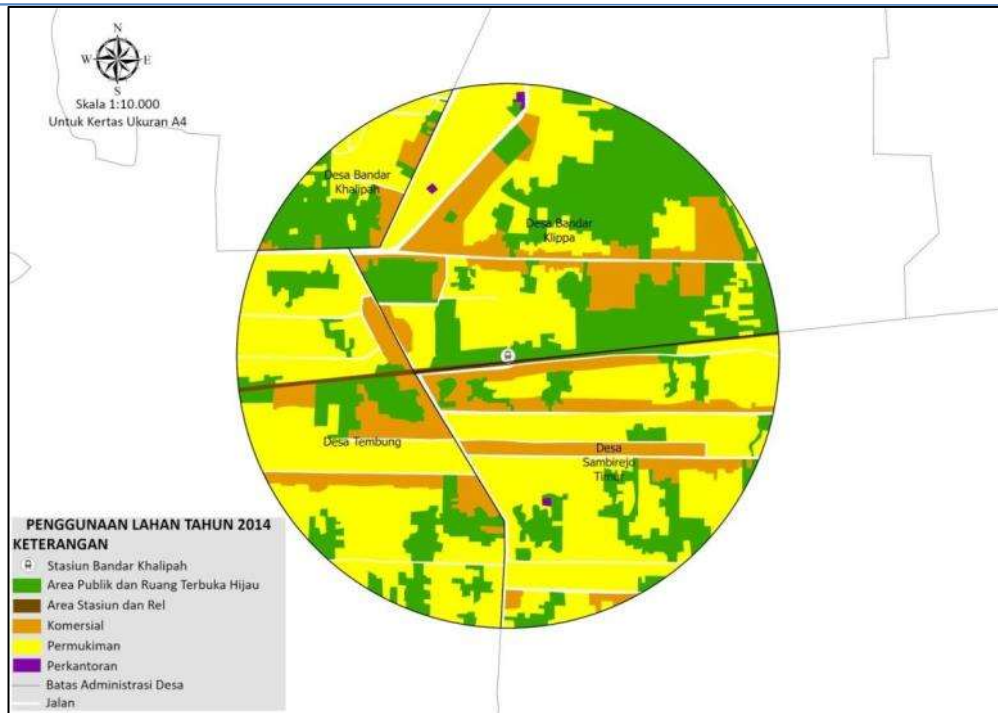 N
W E
S
Skala 1:10.000
Untuk Kertas Ukuran A4
Desa Bandar
Khalipah
Desa Bandar
Klippa
Desa Tembung
Desa
Sambirejo
Timur
PENGGUNAAN LAHAN TAHUN 2014
KETERANGAN
Stasiun Bandar Khalipah
Area Publik dan Ruang Terbuka Hijau
Area Stasiun dan Rel
Komersial
Permukiman
Perkantoran
Batas Administrasi Desa
Jalan